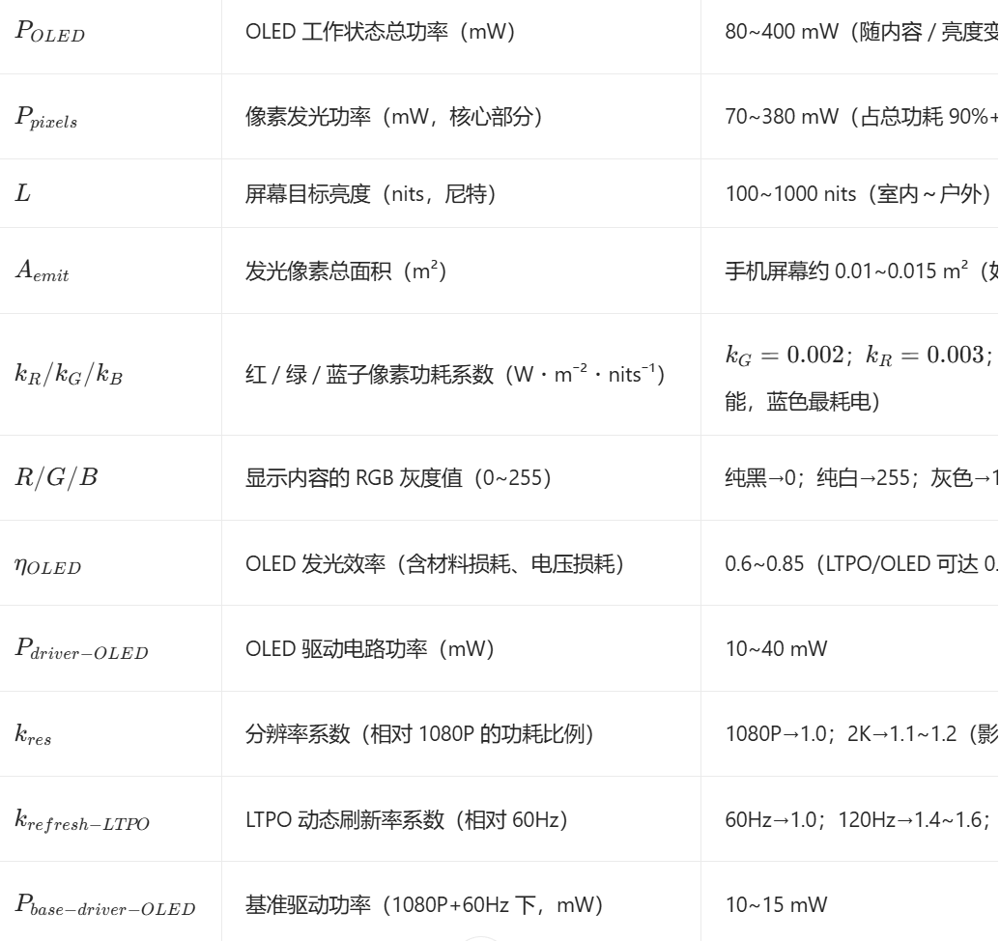 P_{OLED} OLED 工作状态总功率（mW） 80~400 mW（随内容 / 亮度变
P_{pixels} 像素发光功率（mW，核心部分） 70~380 mW（占总功耗 90%+
L 屏幕目标亮度（nits，尼特） 100~1000 nits（室内 ~ 户外）
A_{emit} 发光像素总面积（m²） 手机屏幕约 0.01~0.015 m²（如
k_R/k_G/k_B 红 / 绿 / 蓝子像素功耗系数（W・m⁻²・nits⁻¹） k_G = 0.002；k_R = 0.003；
能，蓝色最耗电）
R/G/B 显示内容的 RGB 灰度值（0~255） 纯黑→0；纯白→255；灰色→1
η_{OLED} OLED 发光效率（含材料损耗、电压损耗） 0.6~0.85（LTPO/OLED 可达 0.
P_{driver-OLED} OLED 驱动电路功率（mW） 10~40 mW
k_{res} 分辨率系数（相对 1080P 的功耗比例） 1080P→1.0；2K→1.1~1.2（影
k_{refresh-LTPO} LTPO 动态刷新率系数（相对 60Hz） 60Hz→1.0；120Hz→1.4~1.6；
P_{base-driver-OLED} 基准驱动功率（1080P+60Hz 下，mW） 10~15 mW